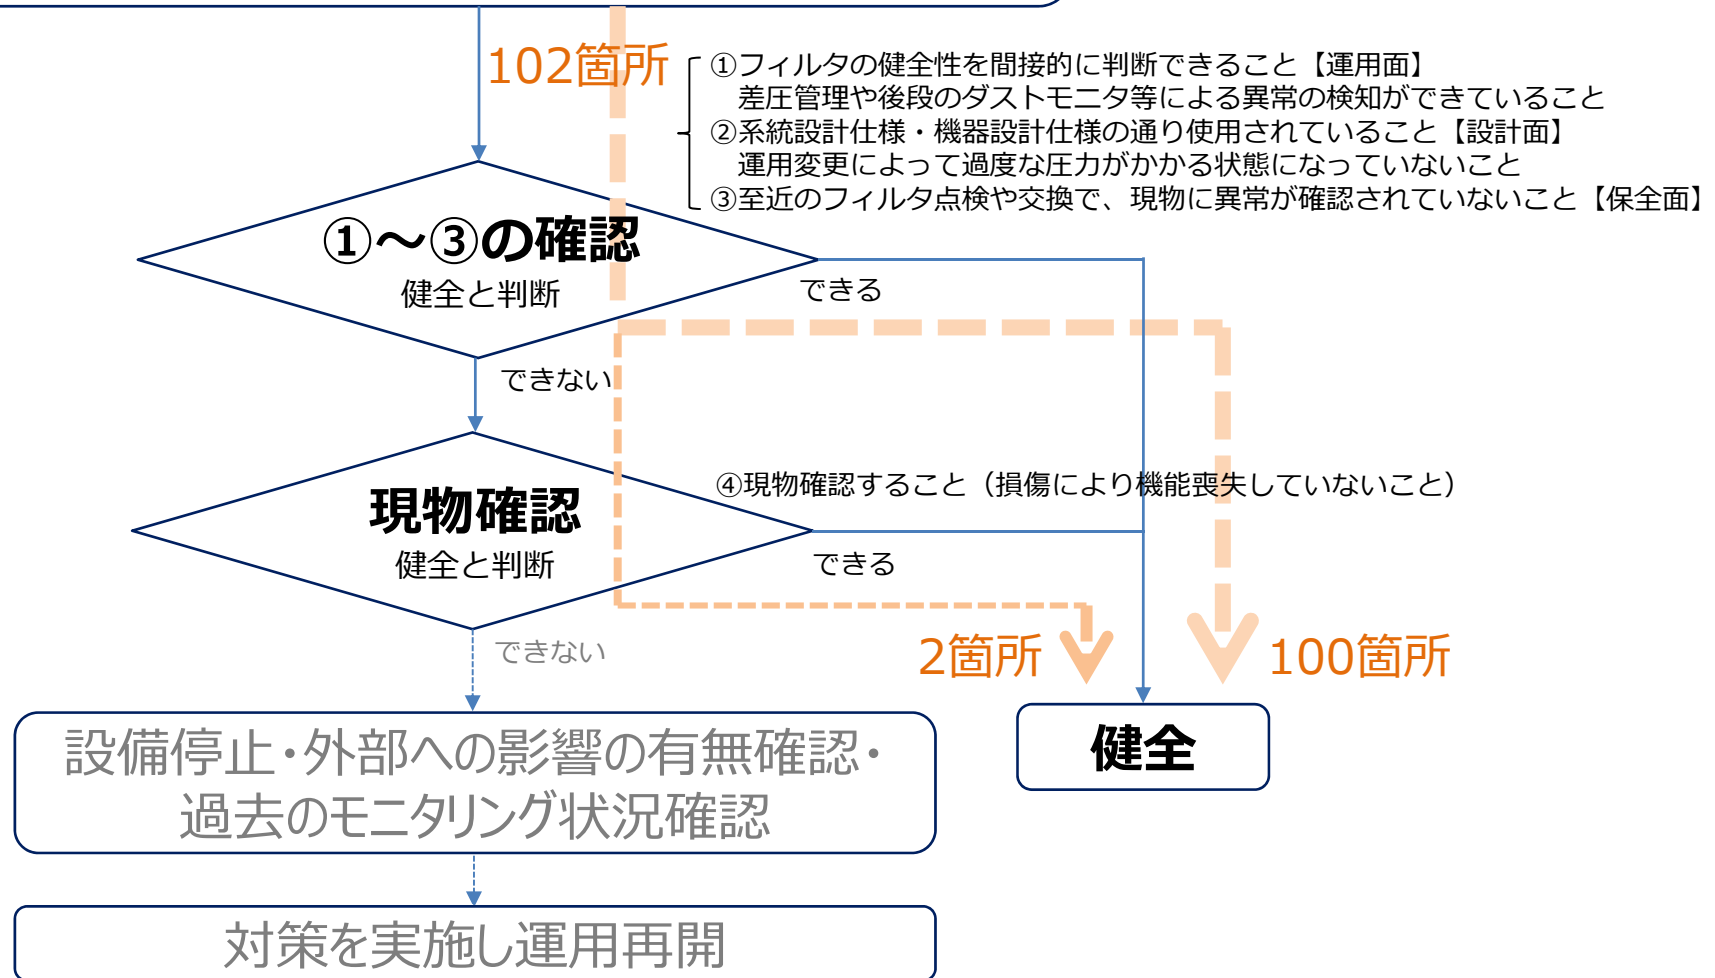 102箇所
①フィルタの健全性を間接的に判断できること【運用面】
差圧管理や後段のダストモニタ等による異常の検知ができていること
②系統設計仕様・機器設計仕様の通り使用されていること【設計面】
運用変更によって過度な圧力がかかる状態になっていないこと
③至近のフィルタ点検や交換で、現物に異常が確認されていないこと【保全面】
①～③の確認
健全と判断
できる
できない
④現物確認すること（損傷により機能喪失していないこと）
現物確認
健全と判断
できる
できない
2箇所
100箇所
設備停止・外部への影響の有無確認・
過去のモニタリング状況確認
健全
対策を実施し運用再開